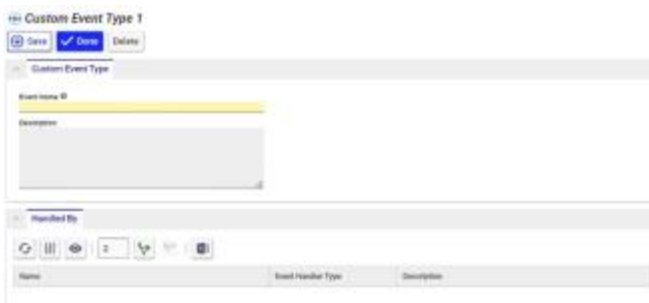 Custom Event Type 1
Save Done Delete
Custom Event Type
Event Name
Description
Handled By
2
Name Event Handler Type Description